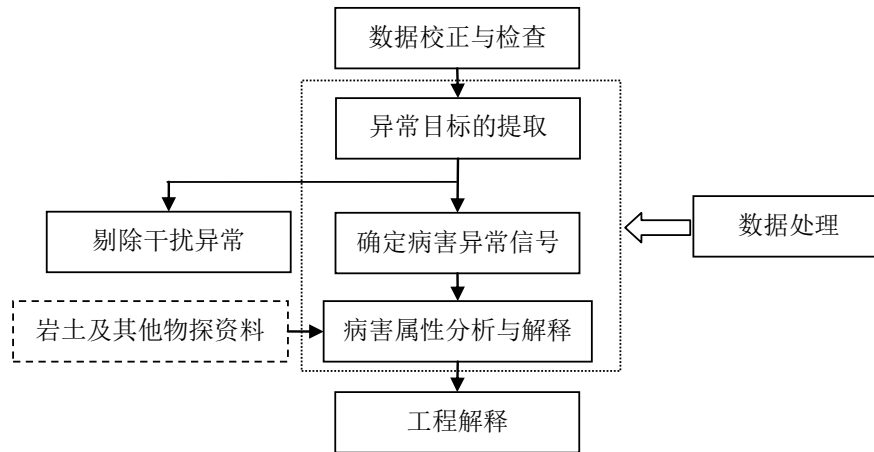 数据校正与检查
异常目标的提取
剔除干扰异常
确定病害异常信号
数据处理
岩土及其他物探资料
病害属性分析与解释
工程解释